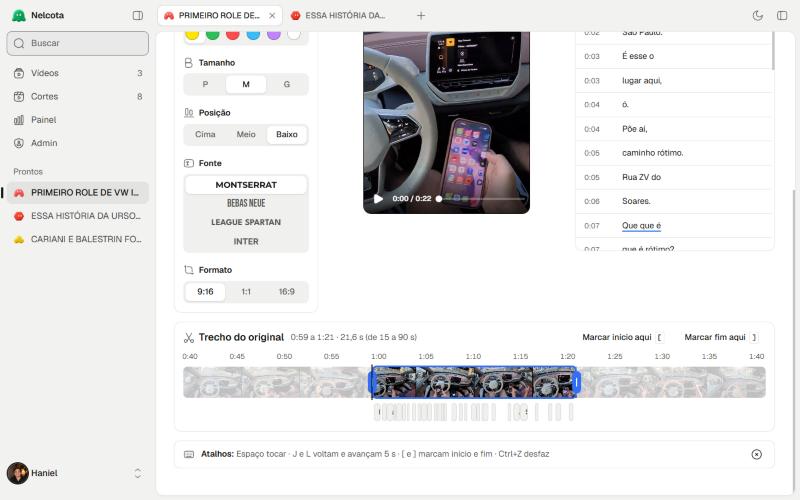 Nelcota
PRIMEIRO ROLE DE...
ESSA HISTÓRIA DA...
Buscar
Vídeos 3
Cortes 8
Painel
Admin
Prontos
PRIMEIRO ROLE DE VW I...
ESSA HISTÓRIA DA URSO...
CARIANI E BALESTRIN FO...
Haniel
Tamanho
P M G
Posição
Cima Meio Baixo
Fonte
MONTSERRAT
BEBAS NEUE
LEAGUE SPARTAN
INTER
Formato
9:16 1:1 16:9
0:00 / 0:22
0:02 São Paulo.
0:03 É esse o
0:03 lugar aqui,
0:04 ó.
0:04 Põe aí,
0:05 caminho rótimo.
0:05 Rua ZV do
0:06 Soares.
0:07 Que que é
0:07 que é rótimo?
Trecho do original 0:59 a 1:21 · 21,6 s (de 15 a 90 s)
Marcar início aqui [
Marcar fim aqui ]
0:40 0:45 0:50 0:55 1:00 1:05 1:10 1:15 1:20 1:25 1:30 1:35 1:40
Atalhos: Espaço tocar · J e L voltam e avançam 5 s · [ e ] marcam início e fim · Ctrl+Z desfaz